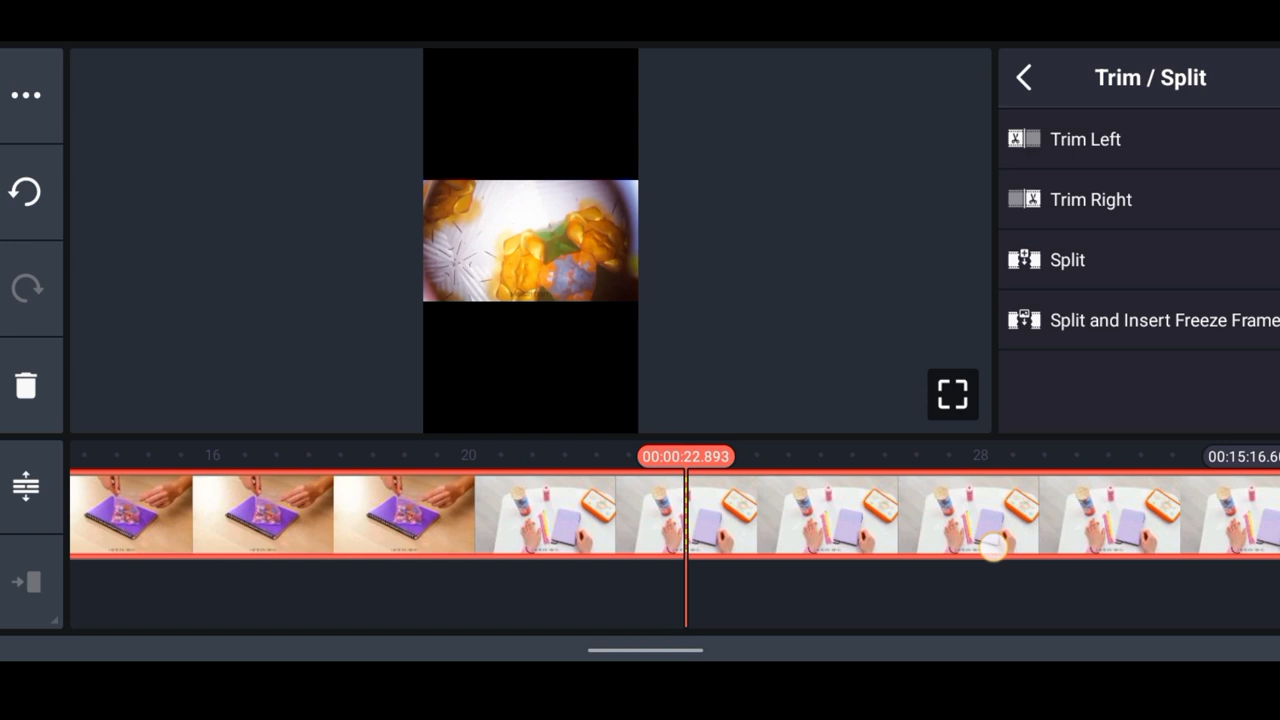 Trim / Split
Trim Left
Trim Right
Split
Split and Insert Freeze Frame
16
20
00:00:22.893
28
00:15:16.6